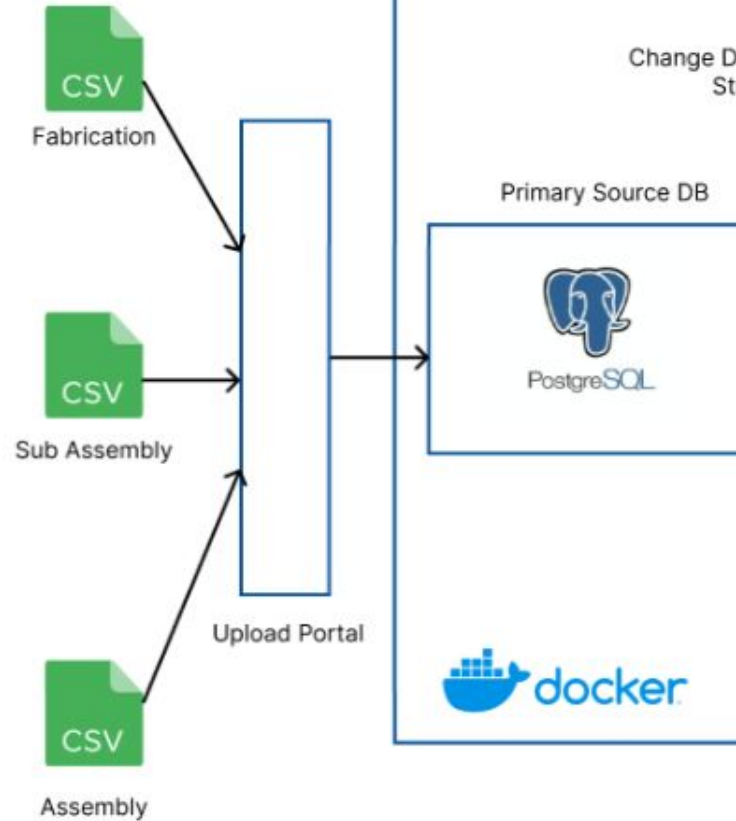 CSV
Fabrication
CSV
Sub Assembly
CSV
Assembly
Upload Portal
Change D
St
Primary Source DB
PostgreSQL
docker